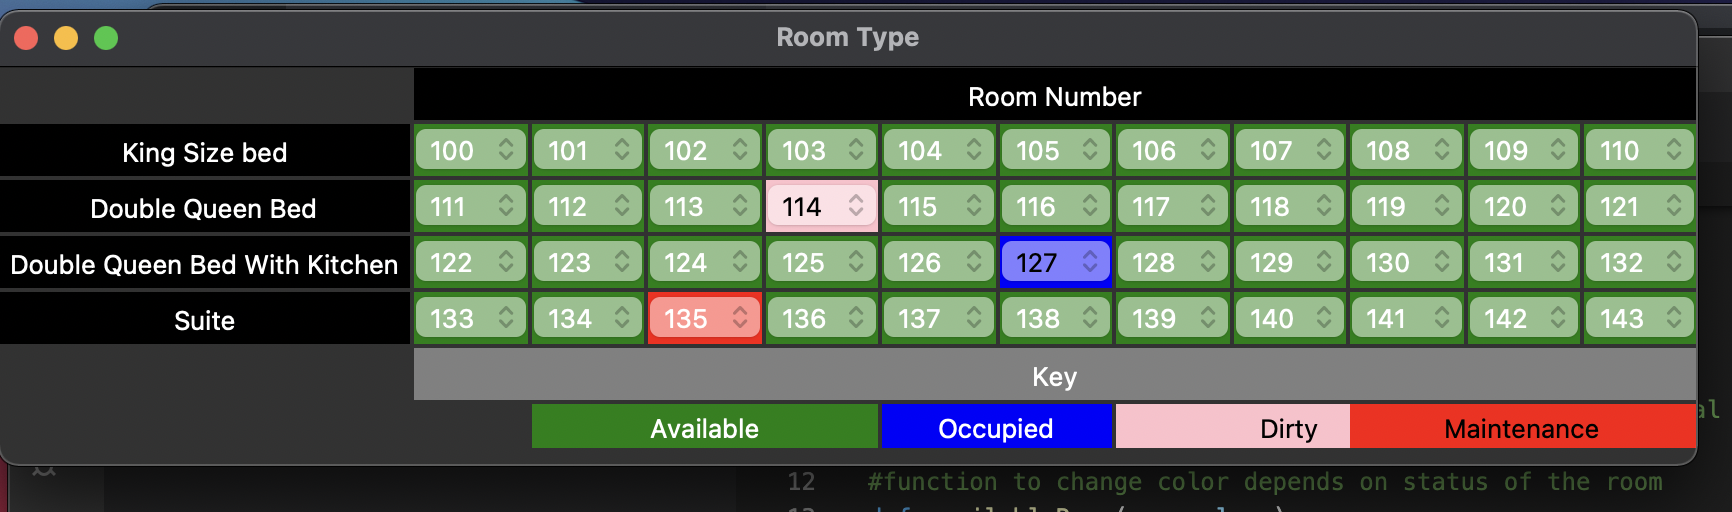 Room Type
Room Number
King Size bed 100 101 102 103 104 105 106 107 108 109 110
Double Queen Bed 111 112 113 114 115 116 117 118 119 120 121
Double Queen Bed With Kitchen 122 123 124 125 126 127 128 129 130 131 132
Suite 133 134 135 136 137 138 139 140 141 142 143
Key
Available Occupied Dirty Maintenance
12 #function to change color depends on status of the room